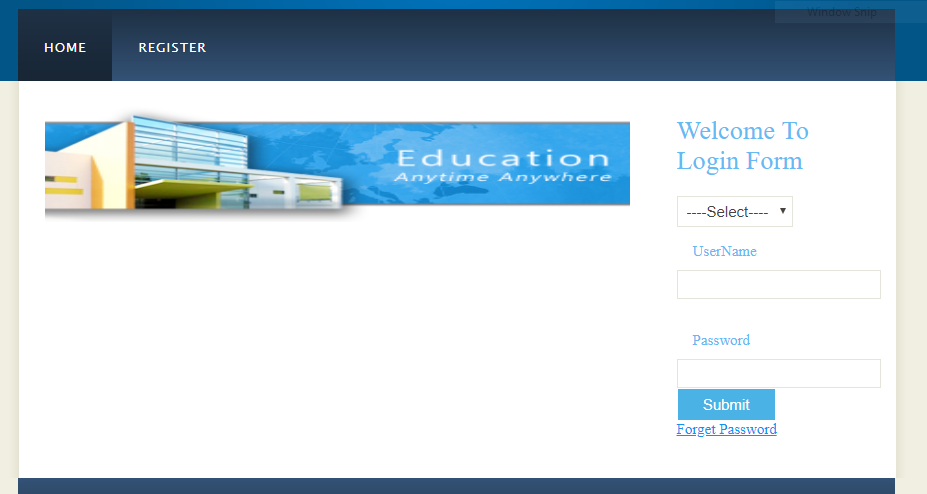 Window Snip
HOME
REGISTER
Education
Anytime Anywhere
Welcome To
Login Form
----Select----
UserName
Password
Submit
Forget Password